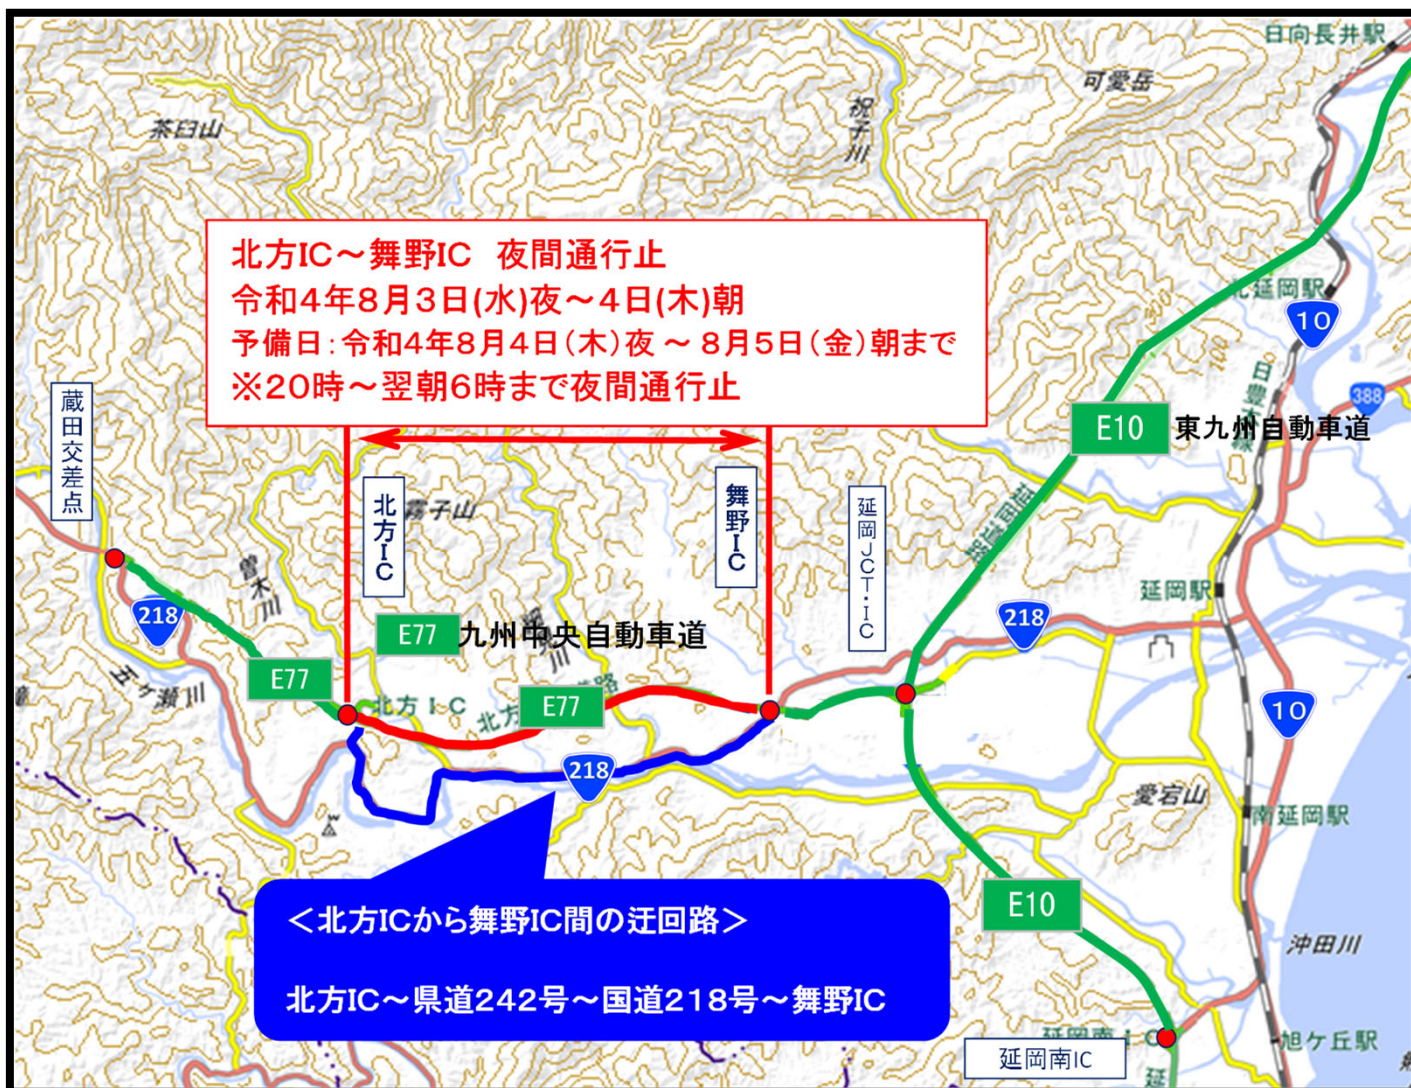 日向長井駅
可愛岳
祝子川
茶臼山
北方IC～舞野IC 夜間通行止
令和4年8月3日(水)夜～4日(木)朝
予備日：令和4年8月4日（木）夜 ～ 8月5日（金）朝まで
※20時～翌朝6時まで夜間通行止
北延岡駅
10
388
E10
東九州自動車道
蔵田交差点
北方IC
霧子山
舞野IC
延岡JCT・IC
延岡道路
曽木川
延岡駅
218
218
E77
九州中央自動車道
五ヶ瀬川
E77
北方IC
E77
10
218
愛宕山
南延岡駅
E10
＜北方ICから舞野IC間の迂回路＞
北方IC～県道242号～国道218号～舞野IC
沖田川
延岡南IC
旭ケ丘駅